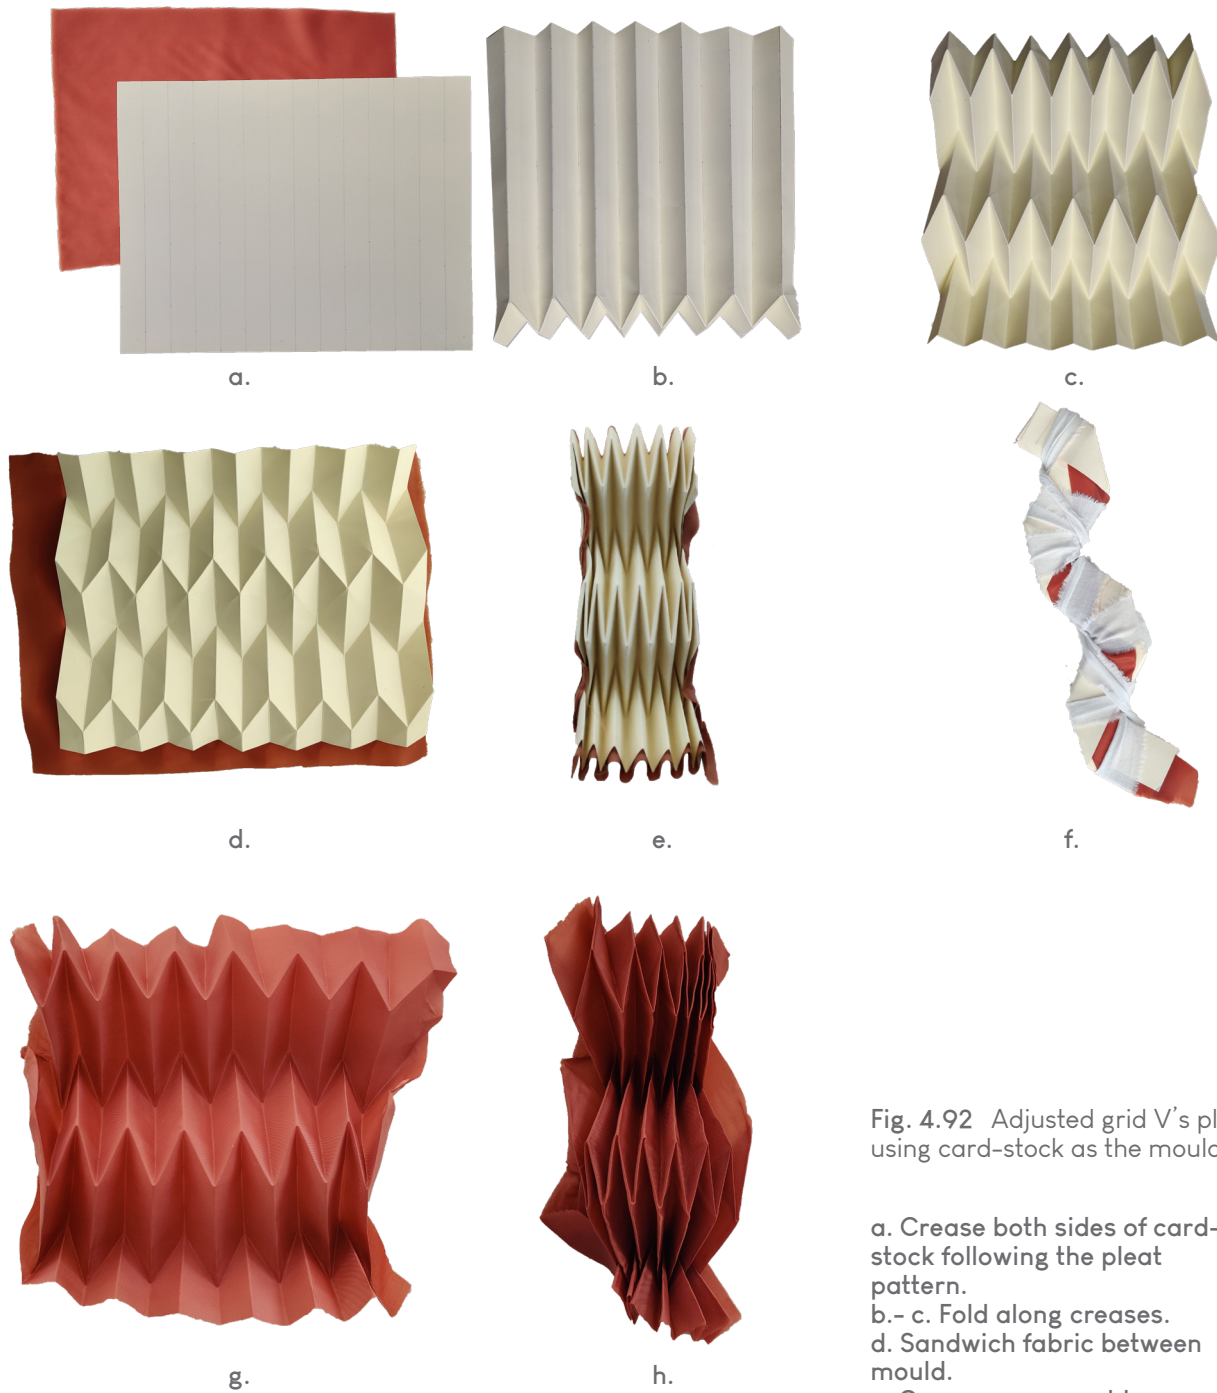 a.
b.
c.
d.
e.
f.
g.
h.
Fig. 4.92 Adjusted grid V's
using card-stock as the mould
a. Crease both sides of card-
stock following the pleat
pattern.
b.- c. Fold along creases.
d. Sandwich fabric between
mould.